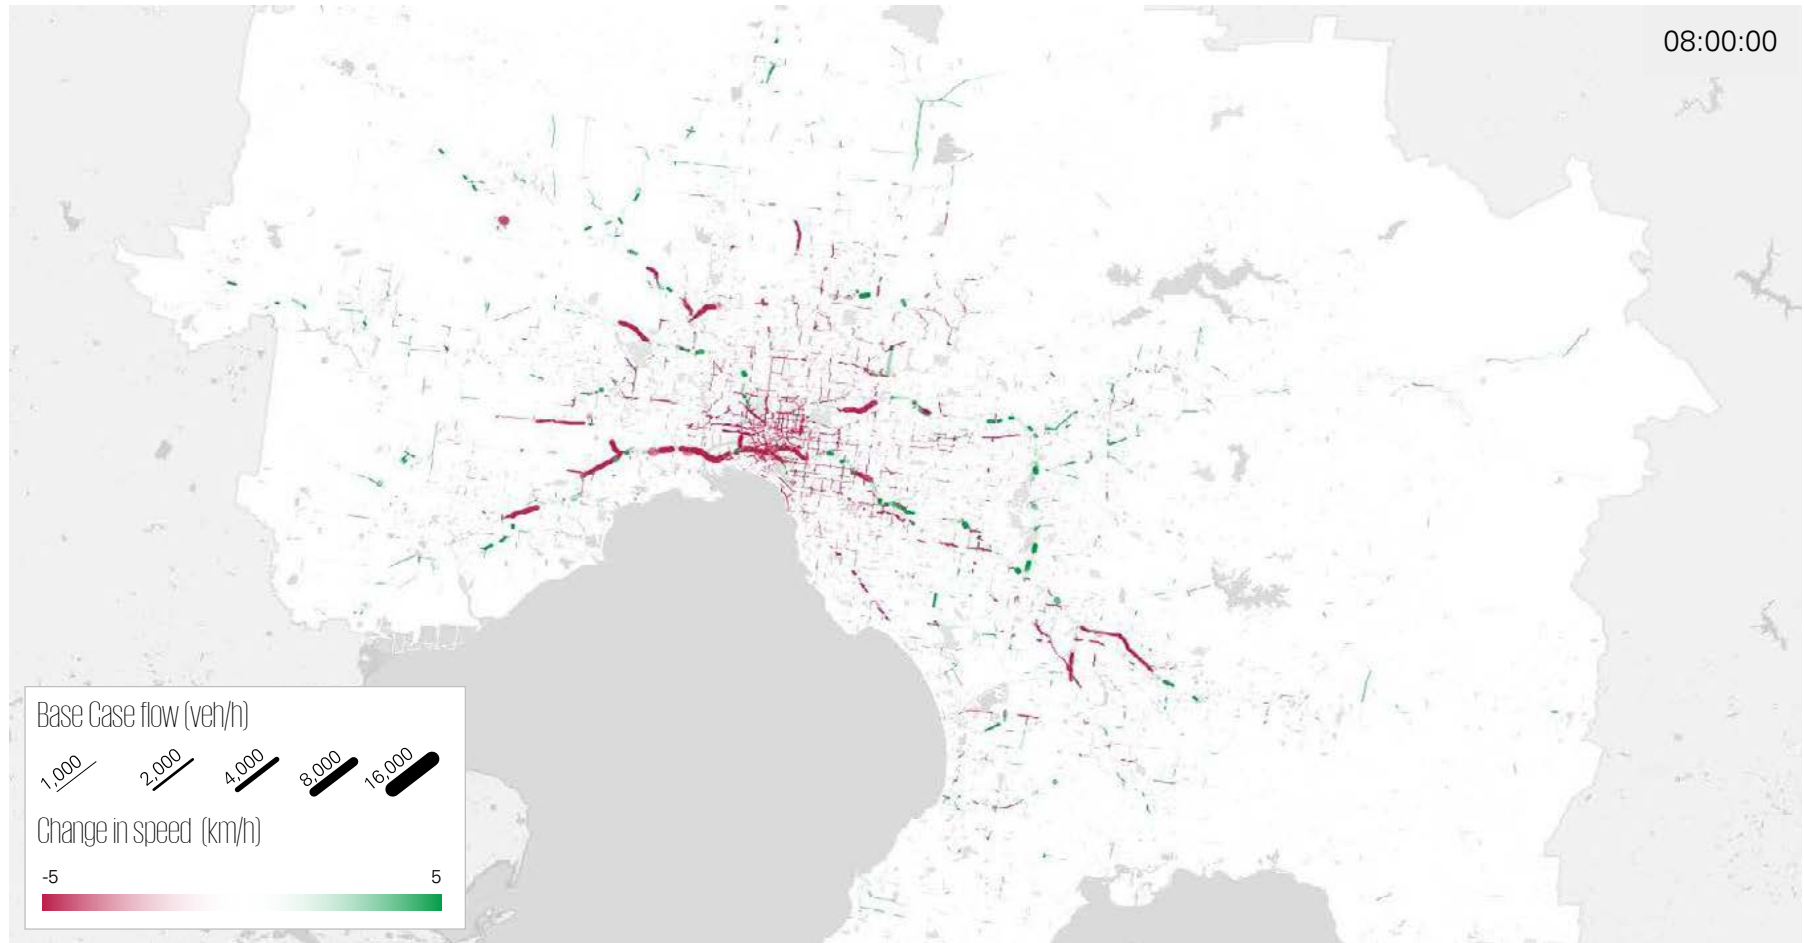 08:00:00
Base Case flow (veh/h)
1,000 2,000 4,000 8,000 16,000
Change in speed (km/h)
-5 5